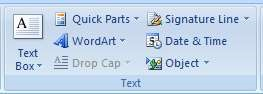 Text Box
Quick Parts
WordArt
Drop Cap
Signature Line
Date & Time
Object
Text